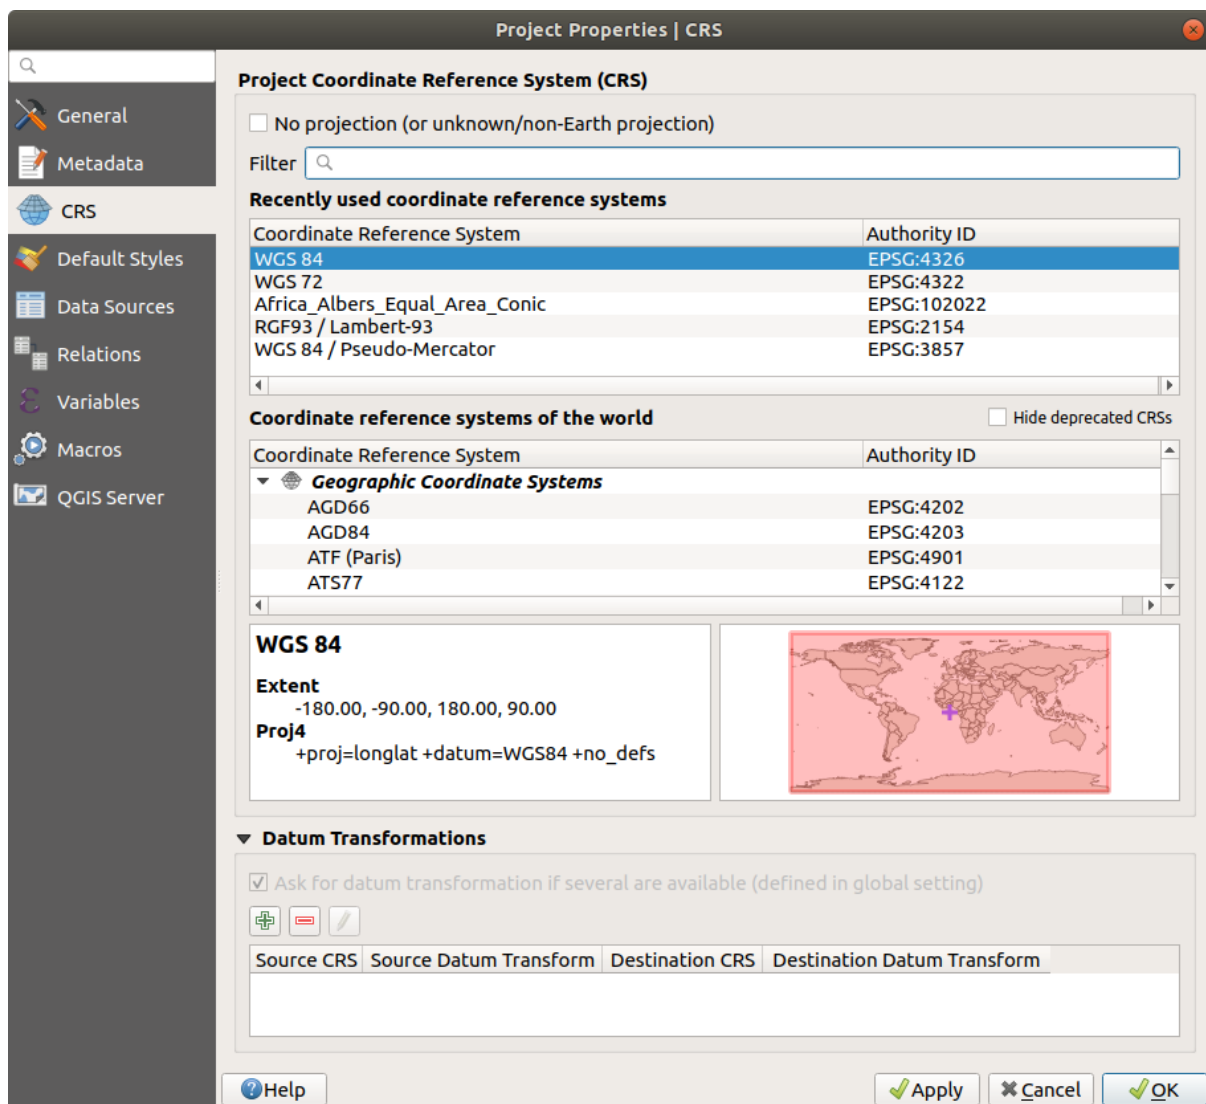 Project Properties | CRS
General
Metadata
CRS
Default Styles
Data Sources
Relations
Variables
Macros
QGIS Server
Project Coordinate Reference System (CRS)
No projection (or unknown/non-Earth projection)
Filter
Recently used coordinate reference systems
Coordinate Reference System Authority ID
WGS 84 EPSG:4326
WGS 72 EPSG:4322
Africa_Albers_Equal_Area_Conic EPSG:102022
RGF93 / Lambert-93 EPSG:2154
WGS 84 / Pseudo-Mercator EPSG:3857
Coordinate reference systems of the world Hide deprecated CRSs
Coordinate Reference System Authority ID
Geographic Coordinate Systems
AGD66 EPSG:4202
AGD84 EPSG:4203
ATF (Paris) EPSG:4901
ATS77 EPSG:4122
WGS 84
Extent
-180.00, -90.00, 180.00, 90.00
Proj4
+proj=longlat +datum=WGS84 +no_defs
Datum Transformations
Ask for datum transformation if several are available (defined in global setting)
Source CRS Source Datum Transform Destination CRS Destination Datum Transform
Help Apply Cancel OK